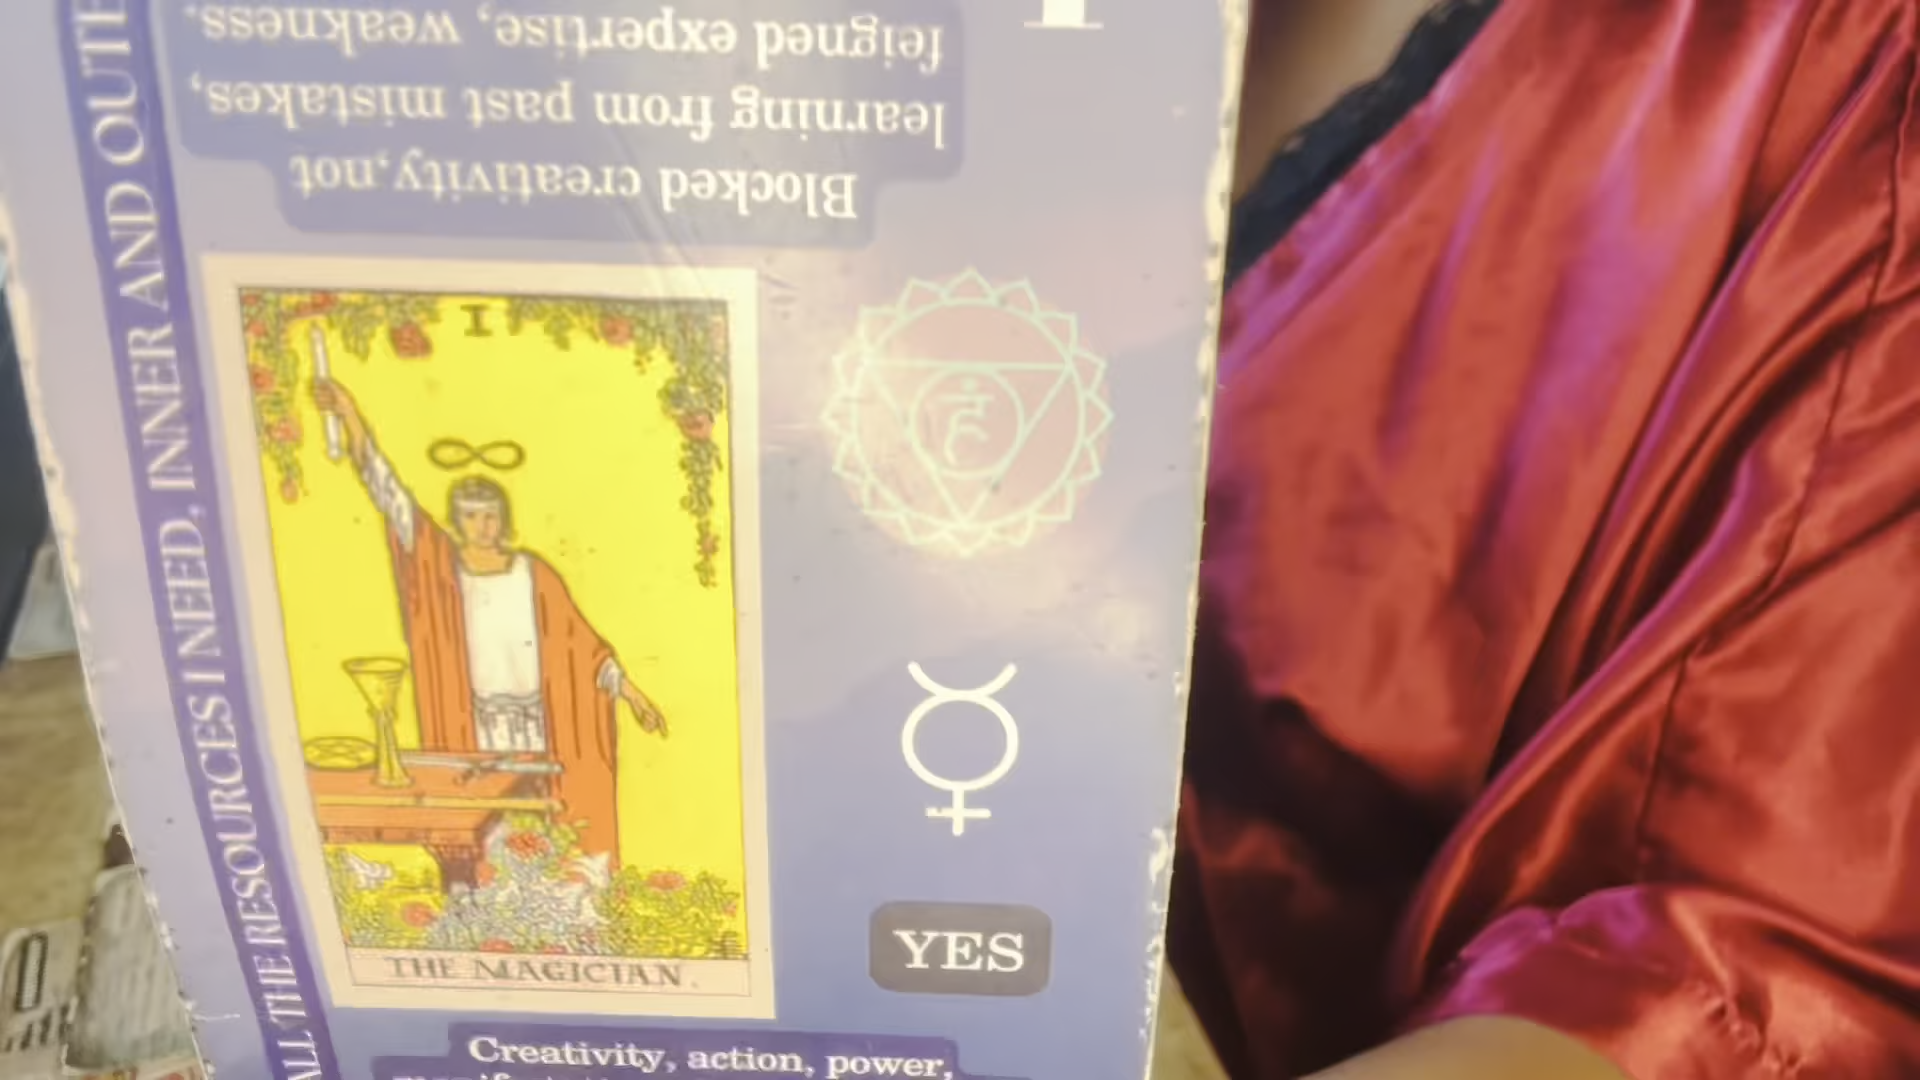 feigned expertise, weakness.
learning from past mistakes,
Blocked creativity, not
ALL THE RESOURCES I NEED, INNER AND OUTE
I
THE MAGICIAN.
हं
YES
Creativity, action, power,